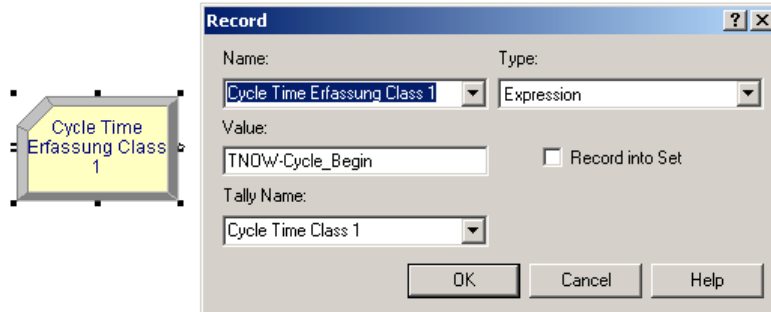 Cycle Time
Erfassung Class
1
Record
Name:
Type:
Cycle Time Erfassung Class 1
Expression
Value:
TNOW-Cycle_Begin
Record into Set
Tally Name:
Cycle Time Class 1
OK
Cancel
Help